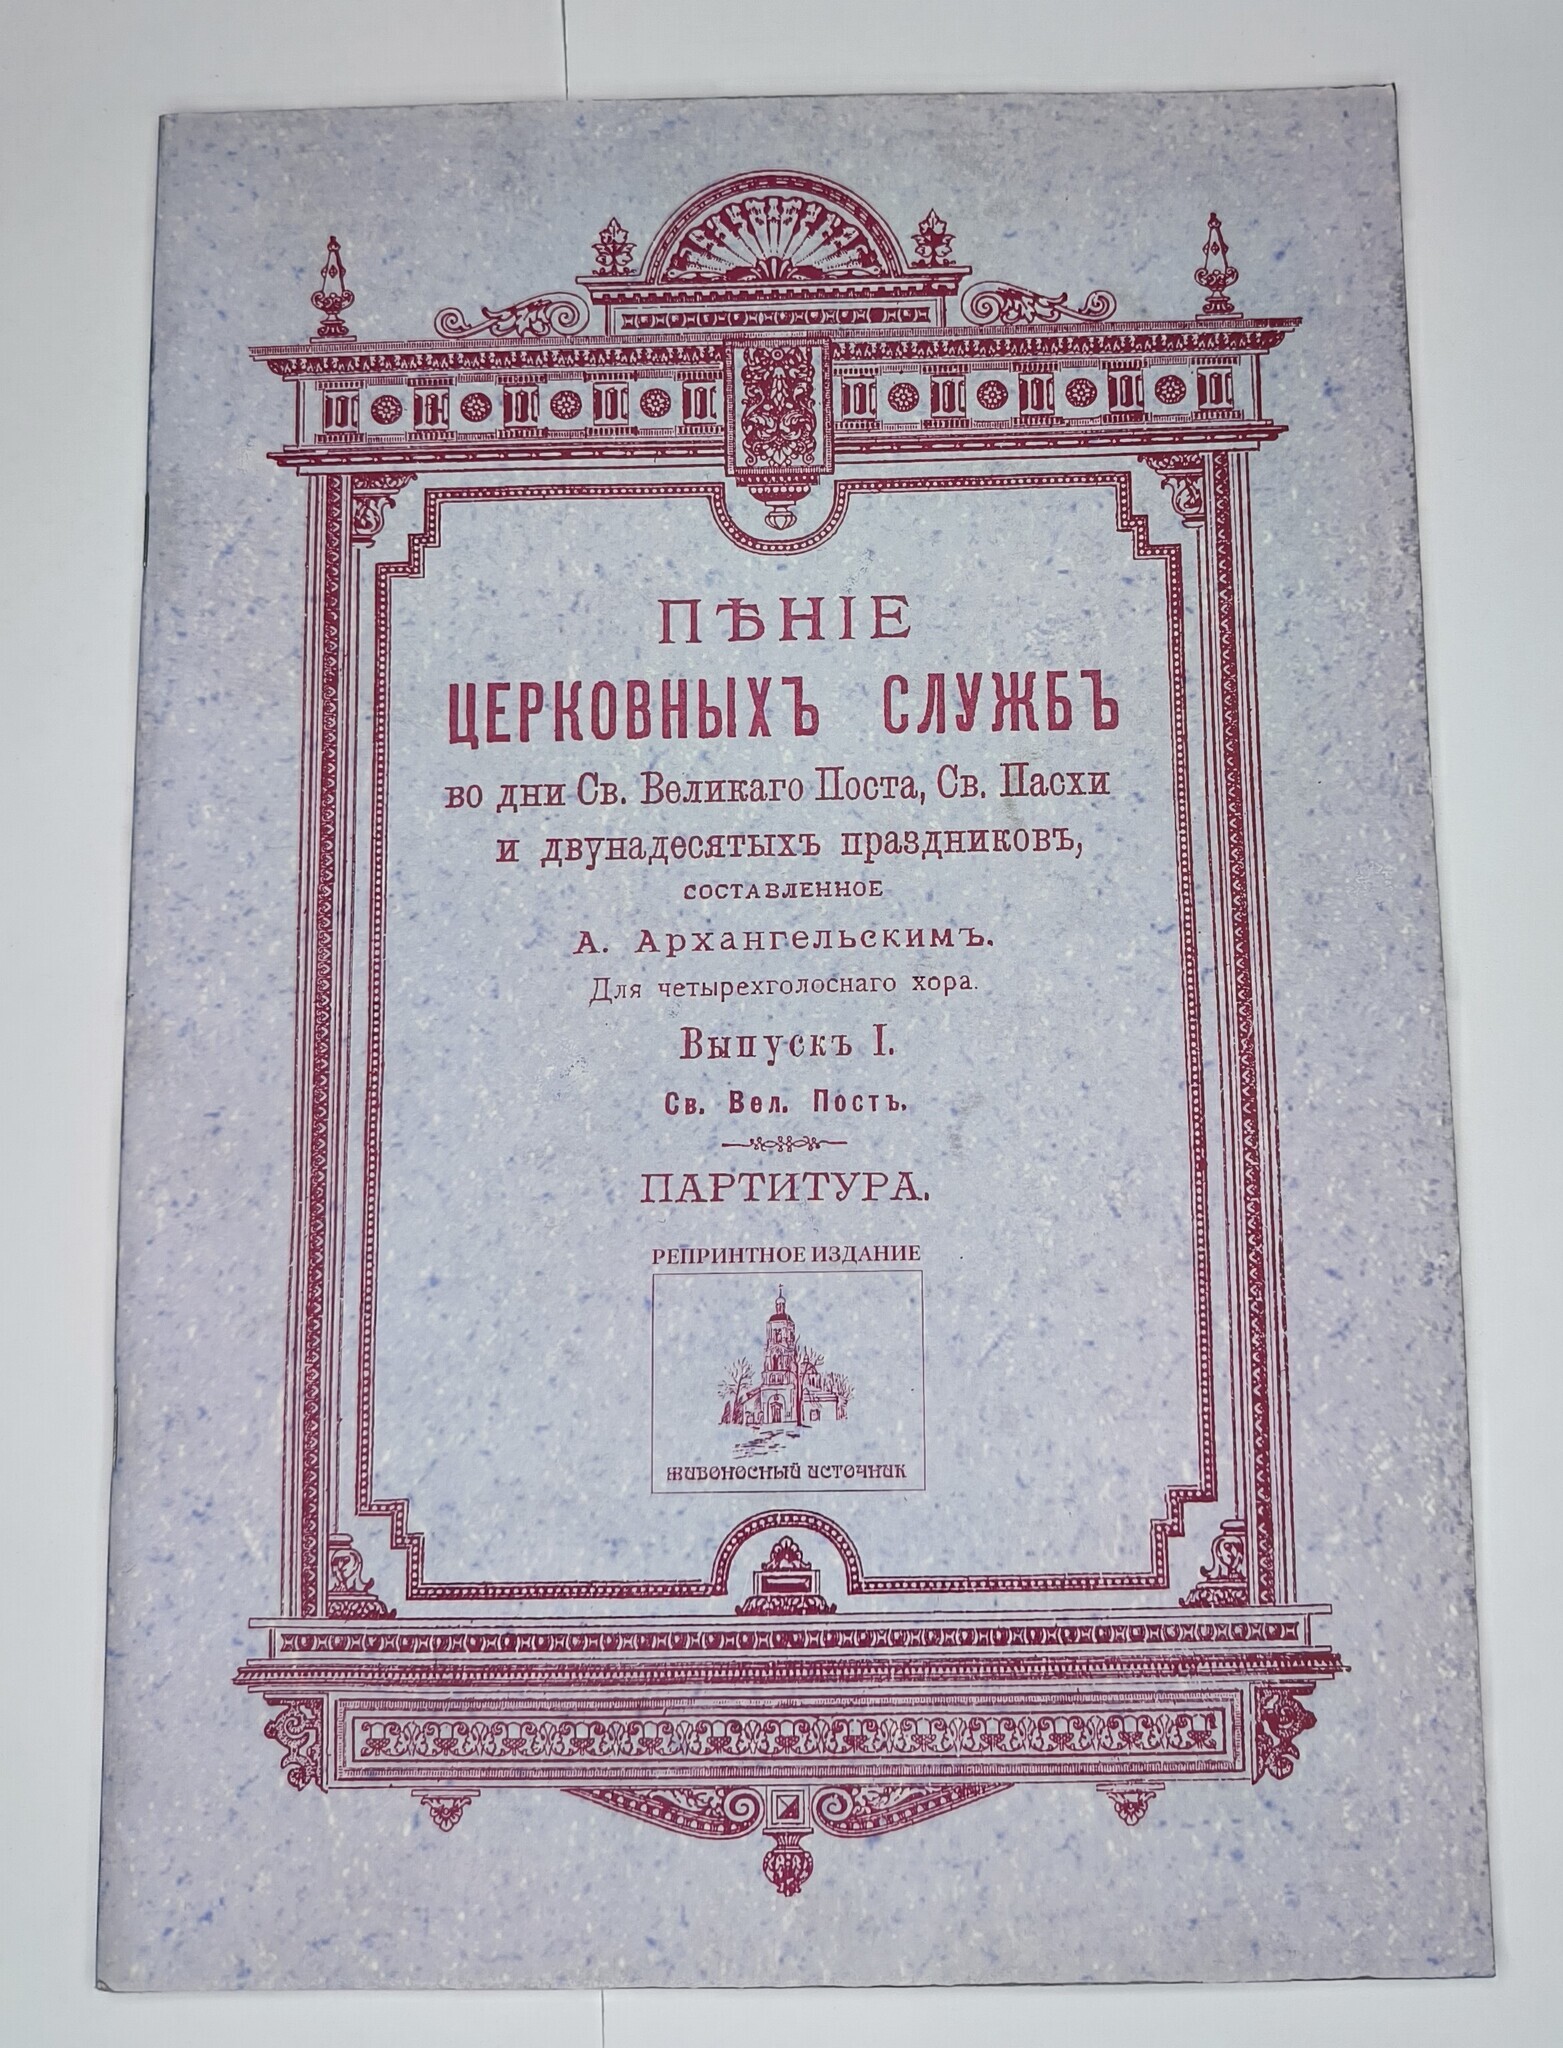 ПѢНІЕ
ЦЕРКОВНЫХЪ СЛУЖБЪ
во дни Св. Великаго Поста, Св. Пасхи
и двунадесятыхъ праздниковъ,
СОСТАВЛЕННОЕ
А. Архангельскимъ.
Для четырехголоснаго хора.
Выпускъ I.
Св. Вел. Постъ.
ПАРТИТУРА.
РЕПРИНТНОЕ ИЗДАНИЕ
ЖИВОНОСНЫЙ ИСТОЧНИК